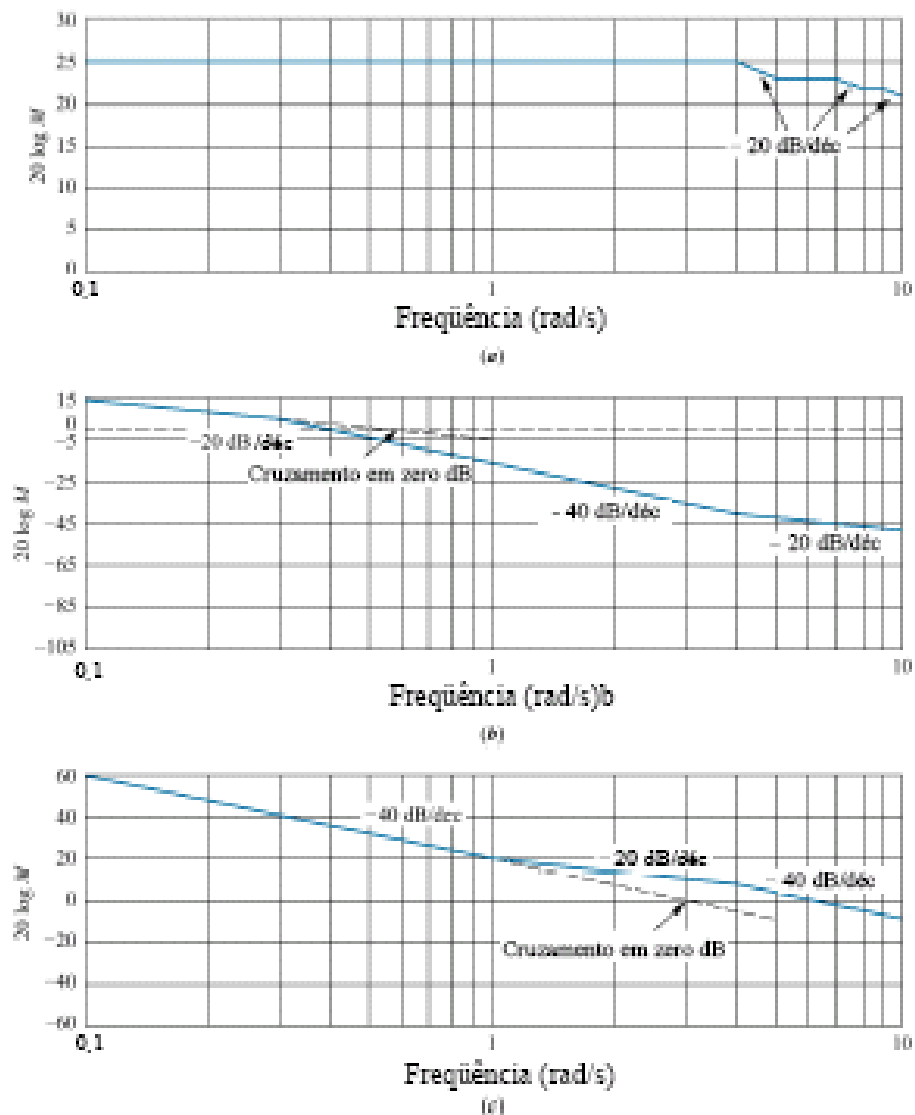 30
25
20
15
10
5
0
20 log M
– 20 dB/déc
0,1
1
10
Freqüência (rad/s)
(a)
15
0
−5
−25
−45
−65
−85
−105
20 log M
−20 dB/déc
Cruzamento em zero dB
– 40 dB/déc
– 20 dB/déc
0,1
1
10
Freqüência (rad/s)b
(b)
60
40
20
0
−20
−40
−60
20 log M
−40 dB/dec
20 dB/déc
– 40 dB/déc
Cruzamento em zero dB
0,1
1
10
Freqüência (rad/s)
(c)